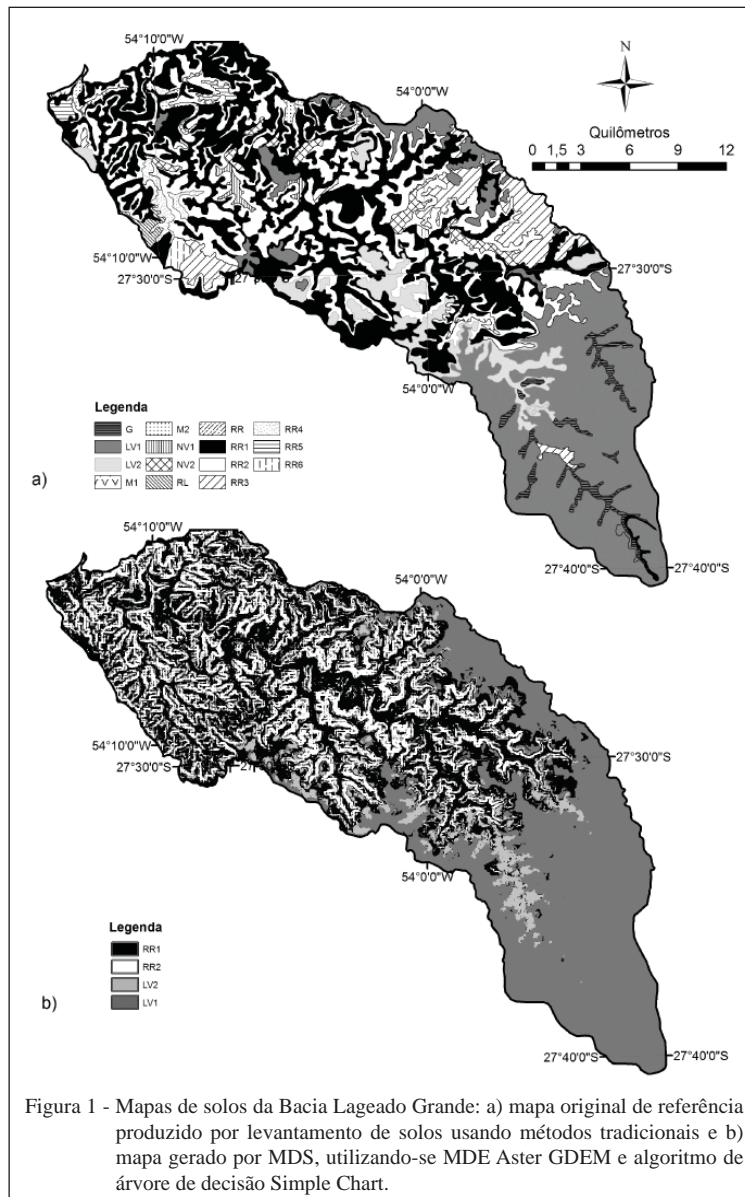 54°10'0"W
N
54°0'0"W
Quilômetros
0 1,5 3 6 9 12
54°10'0"W
27°30'0"S
27°30'0"S
54°0'0"W
Legenda
G M2 RR RR4
LV1 NV1 RR1 RR5
LV2 NV2 RR2 RR6
M1 RL RR3
a)
27°40'0"S
27°40'0"S
54°10'0"W
54°0'0"W
54°10'0"W
27°30'0"S
27°30'0"S
54°0'0"W
Legenda
RR1
RR2
LV2
LV1
b)
27°40'0"S
27°40'0"S
Figura 1 - Mapas de solos da Bacia Lageado Grande: a) mapa original de referência
produzido por levantamento de solos usando métodos tradicionais e b)
mapa gerado por MDS, utilizando-se MDE Aster GDEM e algoritmo de
árvore de decisão Simple Chart.